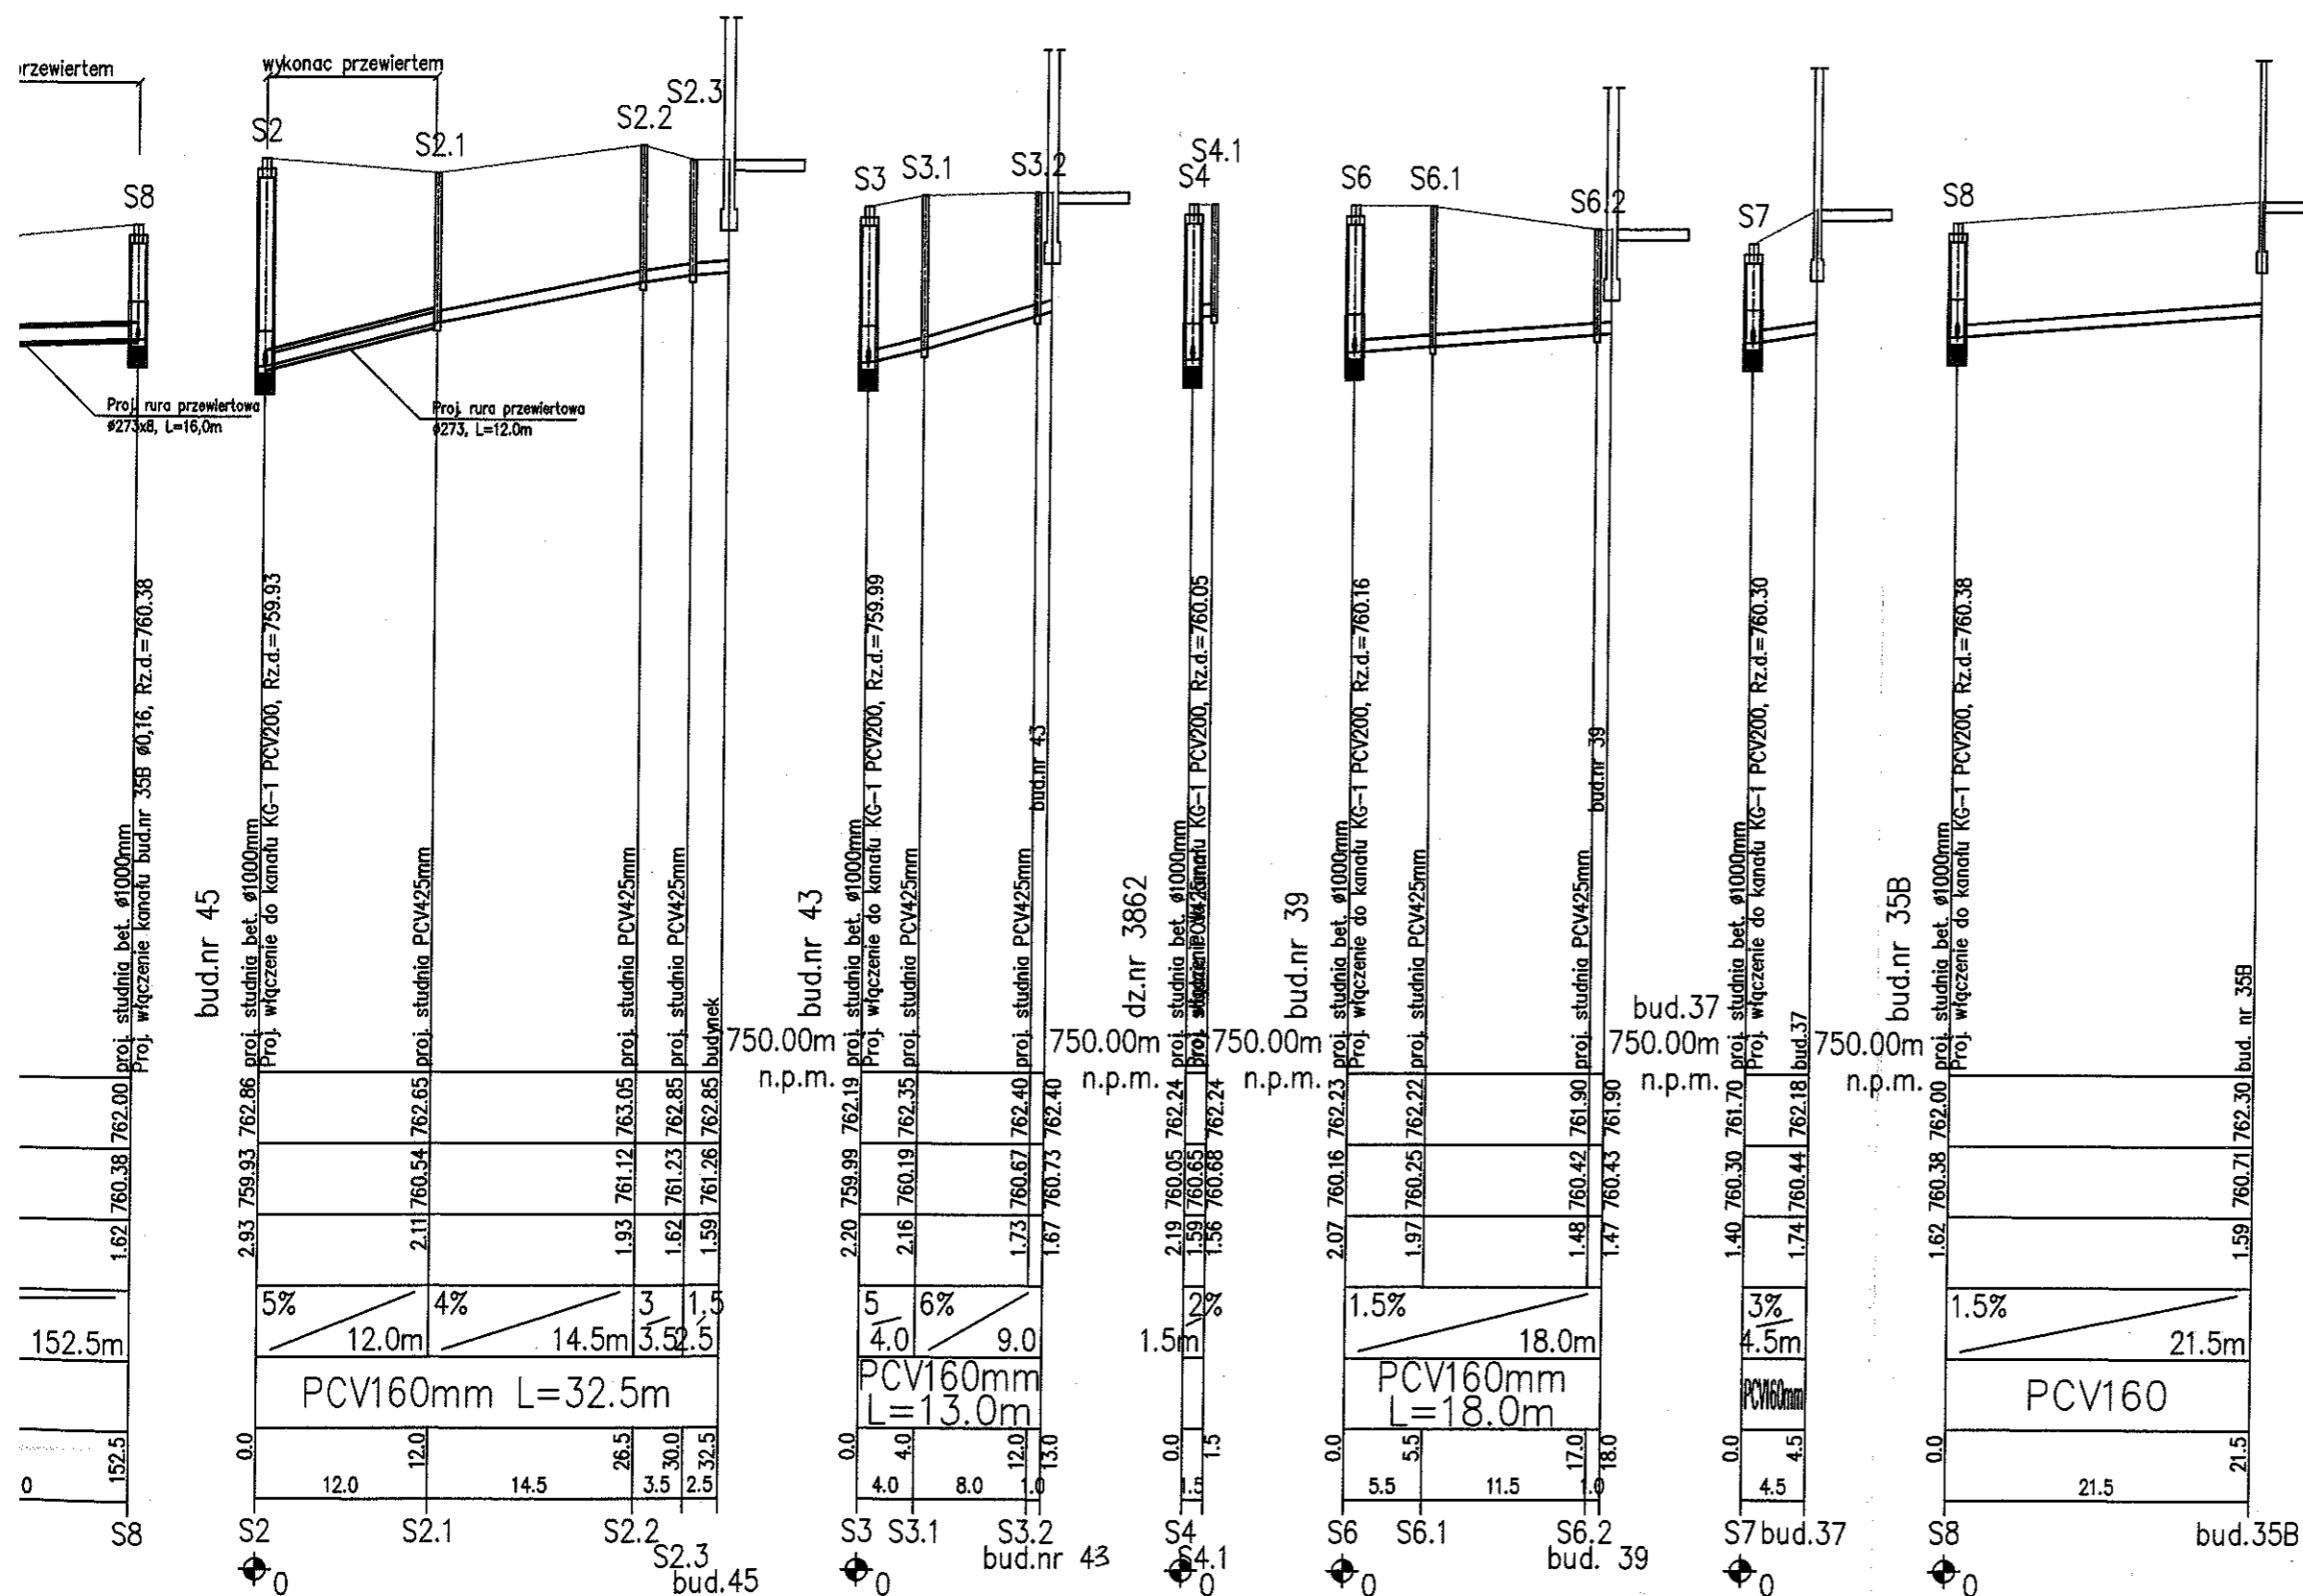 rzewiertem
wykonac przewiertem
S8
S2
S2.1
S2.2
S2.3
S3
S3.1
S3.2
S4
S4.1
S6
S6.1
S6.2
S7
S8
Proj. rura przewiertowa
ø273x8, L=16,0m
Proj. rura przewiertowa
ø273, L=12.0m
proj. studnia bet. ø1000mm
Proj. włączenie kanału bud.nr 35B ø0,16, Rz.d.=760.38
bud.nr 45
proj. studnia bet. ø1000mm
Proj. włączenie do kanału KG-1 PCV200, Rz.d.=759.93
proj. studnia PCV425mm
proj. studnia PCV425mm
proj. studnia PCV425mm
budynek
bud.nr 43
750.00m
n.p.m.
proj. studnia bet. ø1000mm
Proj. włączenie do kanału KG-1 PCV200, Rz.d.=759.99
proj. studnia PCV425mm
proj. studnia PCV425mm
bud.nr 43
dz.nr 3862
750.00m
n.p.m.
proj. studnia bet. ø1000mm
kanału KG-1 PCV200, Rz.d.=760.05
bud.nr 39
750.00m
n.p.m.
proj. studnia bet. ø1000mm
Proj. włączenie do kanału KG-1 PCV200, Rz.d.=760.16
proj. studnia PCV425mm
proj. studnia PCV425mm
bud.nr 39
bud.37
750.00m
n.p.m.
proj. studnia bet. ø1000mm
Proj. włączenie do kanału KG-1 PCV200, Rz.d.=760.30
bud.37
bud.nr 35B
750.00m
n.p.m.
proj. studnia bet. ø1000mm
Proj. włączenie do kanału KG-1 PCV200, Rz.d.=760.38
bud. nr 35B
762.00 762.86 762.65 763.05 762.85 762.85 762.19 762.35 762.40 762.40 762.24 762.24 762.23 762.22 761.90 761.90 761.70 762.18 762.00 762.30
760.38 759.93 760.54 761.12 761.23 761.26 759.99 760.19 760.67 760.73 760.05 760.65 760.68 760.16 760.25 760.42 760.43 760.30 760.44 760.38 760.71
1.62 2.93 2.11 1.93 1.62 1.59 2.20 2.16 1.73 1.67 2.19 1.59 1.56 2.07 1.97 1.48 1.47 1.40 1.74 1.62 1.59
5% 4% 3 1.5 5 6% 2% 1.5% 3% 1.5%
152.5m 12.0m 14.5m 3.5 2.5 4.0 9.0 1.5m 18.0m 4.5m 21.5m
PCV160mm L=32.5m
PCV160mm
L=13.0m
PCV160mm
L=18.0m
PCV160mm
PCV160
152.5 0.0 12.0 26.5 30.0 32.5 0.0 4.0 12.0 13.0 0.0 1.5 0.0 5.5 17.0 18.0 0.0 4.5 0.0 21.5
0 12.0 14.5 3.5 2.5 4.0 8.0 1.0 1.5 5.5 11.5 1.0 4.5 21.5
S8 S2 S2.1 S2.2 S3 S3.1 S3.2 S4 S6 S6.1 S6.2 S7 bud.37 S8 bud.35B
S2.3 bud.nr 43 S4.1 bud. 39
0 bud.45 0 0 0 0 0